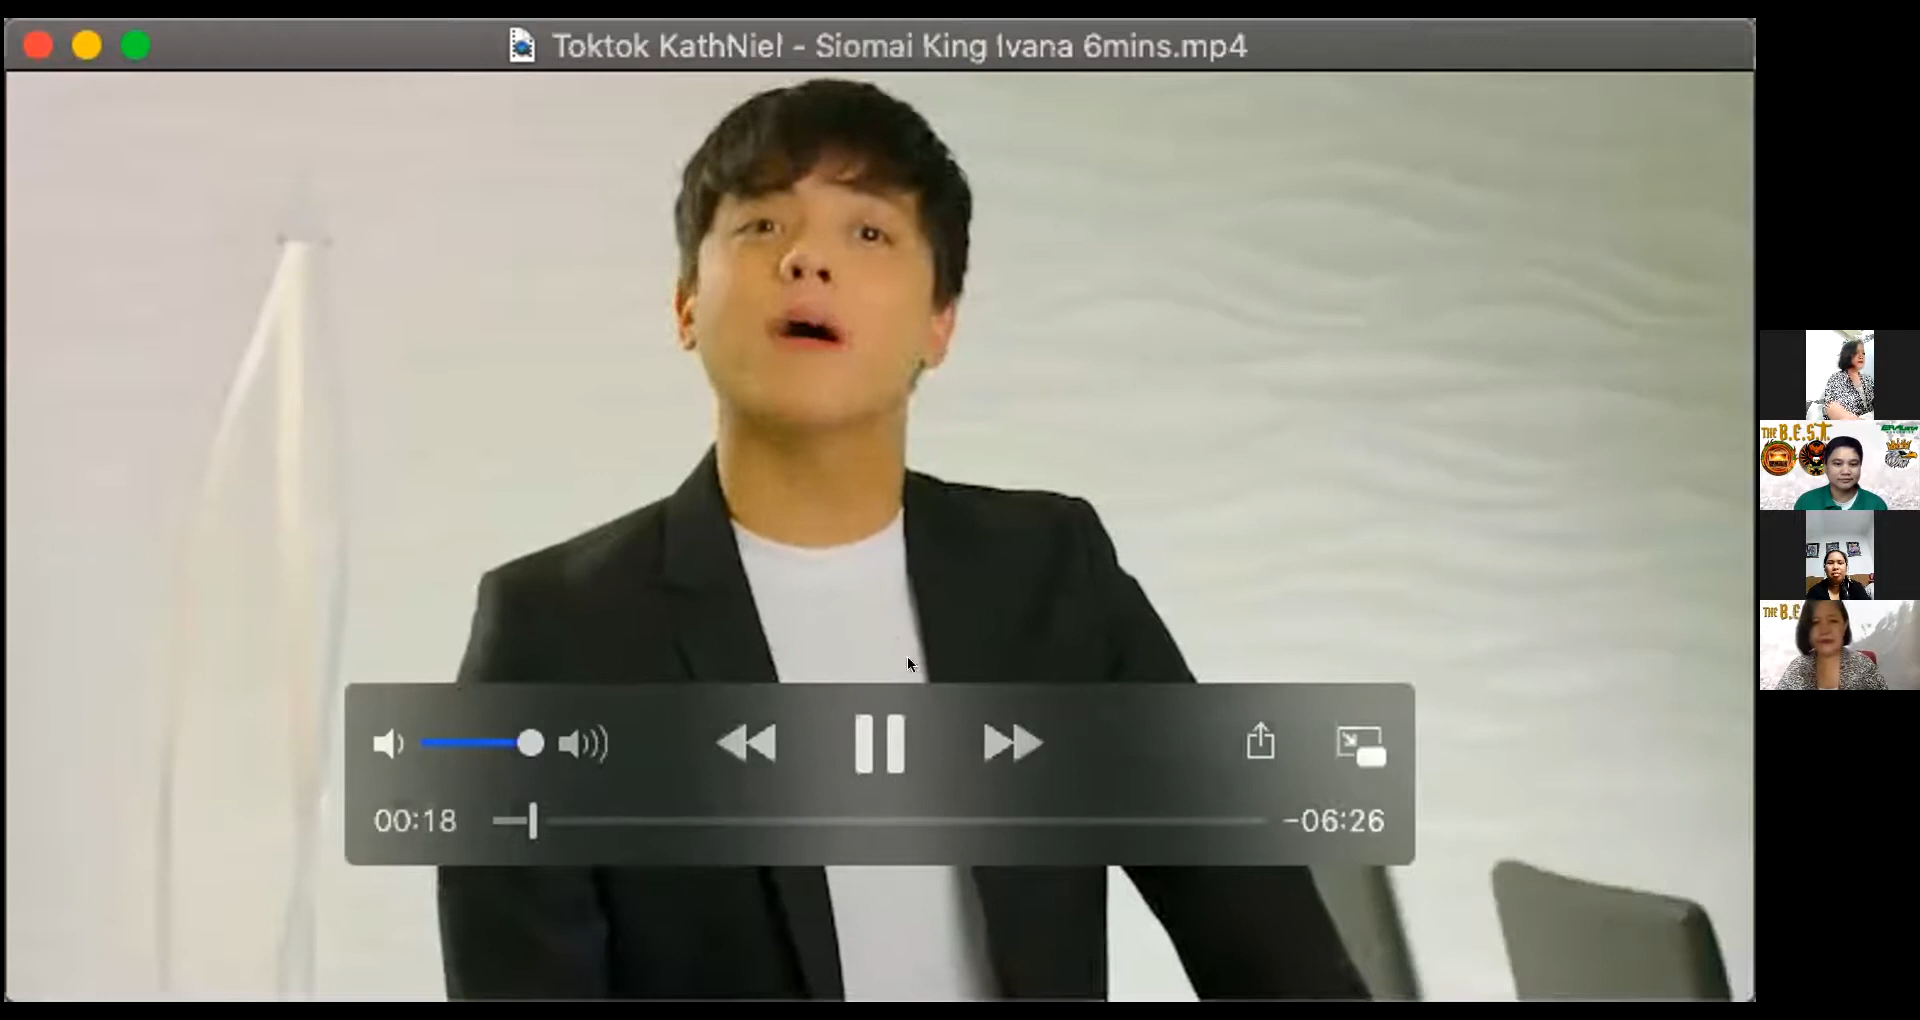 Toktok KathNiel - Siomai King Ivana 6mins.mp4
00:18
-06:26
THE B.E.S.T.
THE B.E